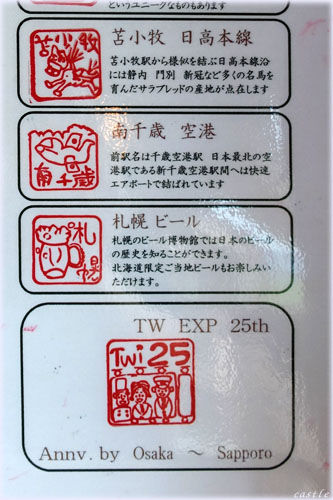 というユニークなものもあります
苫小牧 日高本線
苫小牧
苫小牧駅から様似を結ぶ日高本線沿
には静内 門別 新冠など多くの名馬を
育んだサラブレッドの産地が点在します
南千歳 空港
南千歳
前駅名は千歳空港駅 日本最北の空
港駅である新千歳空港駅間へは快速
エアポートで結ばれています
札幌 ビール
札幌
札幌のビール博物館では日本のビール
の歴史を知ることができます。
北海道限定ご当地ビールもお楽しみい
ただけます。
TW EXP 25th
Twi 25
Annv. by Osaka ～ Sapporo
castle